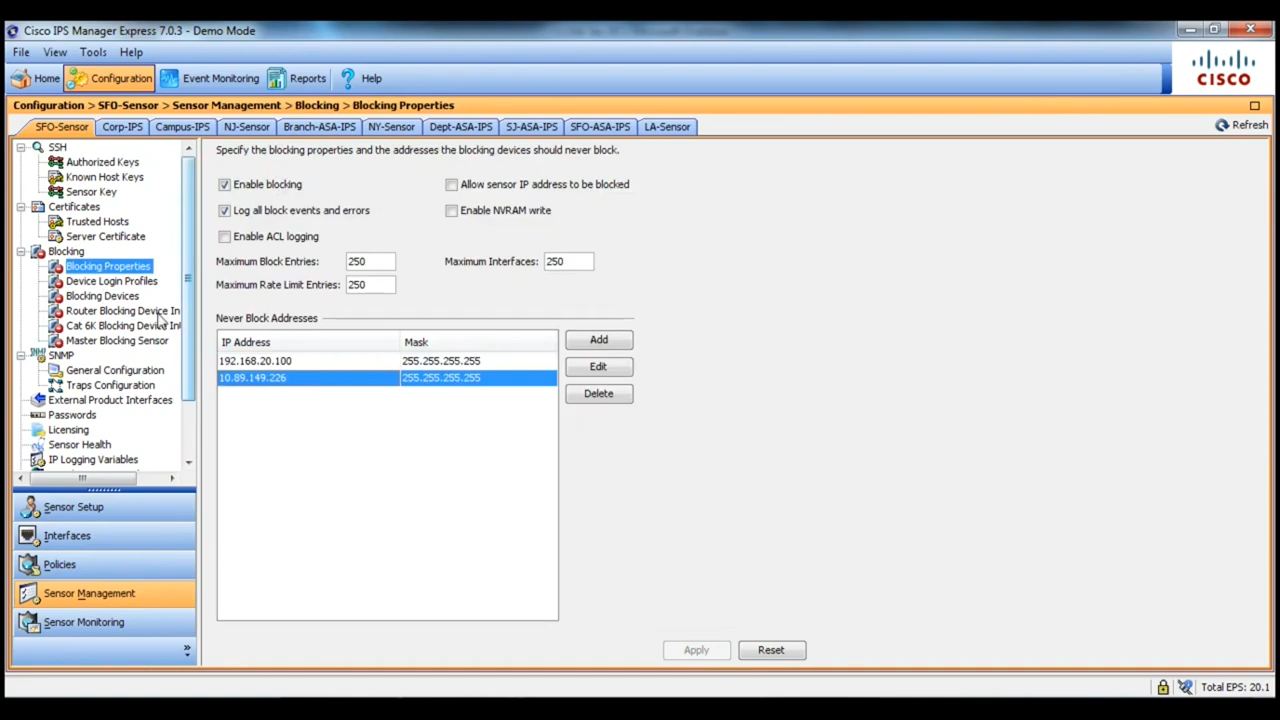 Cisco IPS Manager Express 7.0.3 - Demo Mode
File View Tools Help
Home Configuration Event Monitoring Reports Help
CISCO
Configuration > SFO-Sensor > Sensor Management > Blocking > Blocking Properties
SFO-Sensor Corp-IPS Campus-IPS NJ-Sensor Branch-ASA-IPS NY-Sensor Dept-ASA-IPS SJ-ASA-IPS SFO-ASA-IPS LA-Sensor
Refresh
SSH
Authorized Keys
Known Host Keys
Sensor Key
Certificates
Trusted Hosts
Server Certificate
Blocking
Blocking Properties
Device Login Profiles
Blocking Devices
Router Blocking Device In
Cat 6K Blocking Device In
Master Blocking Sensor
SNMP
General Configuration
Traps Configuration
External Product Interfaces
Passwords
Licensing
Sensor Health
IP Logging Variables
Sensor Setup
Interfaces
Policies
Sensor Management
Sensor Monitoring
Specify the blocking properties and the addresses the blocking devices should never block.
Enable blocking Allow sensor IP address to be blocked
Log all block events and errors Enable NVRAM write
Enable ACL logging
Maximum Block Entries: 250 Maximum Interfaces: 250
Maximum Rate Limit Entries: 250
Never Block Addresses
IP Address Mask
192.168.20.100 255.255.255.255
10.89.149.226 255.255.255.255
Add
Edit
Delete
Apply Reset
Total EPS: 20.1